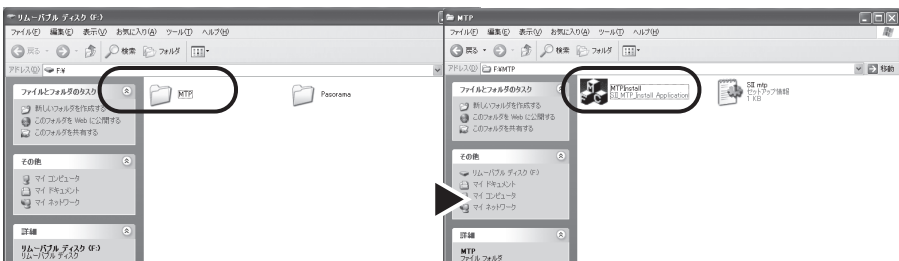 リムーバブル ディスク (F:)
ファイル(F) 編集(E) 表示(V) お気に入り(A) ツール(T) ヘルプ(H)
戻る 検索 フォルダ
アドレス(D) F:¥
ファイルとフォルダのタスク
新しいフォルダを作成する
このフォルダを Web に公開する
このフォルダを共有する
その他
マイ コンピュータ
マイ ドキュメント
マイ ネットワーク
詳細
リムーバブル ディスク (F:)
リムーバブル ディスク
MTP
Pasorama
MTP
ファイル(F) 編集(E) 表示(V) お気に入り(A) ツール(T) ヘルプ(H)
戻る 検索 フォルダ
アドレス(D) F:¥MTP 移動
ファイルとフォルダのタスク
新しいフォルダを作成する
このフォルダを Web に公開する
このフォルダを共有する
その他
リムーバブル ディスク (F:)
マイ ドキュメント
マイ コンピュータ
マイ ネットワーク
詳細
MTP
ファイル フォルダ
MTPInstall
SII MTP Install Application
SII mtp
セットアップ情報
1 KB